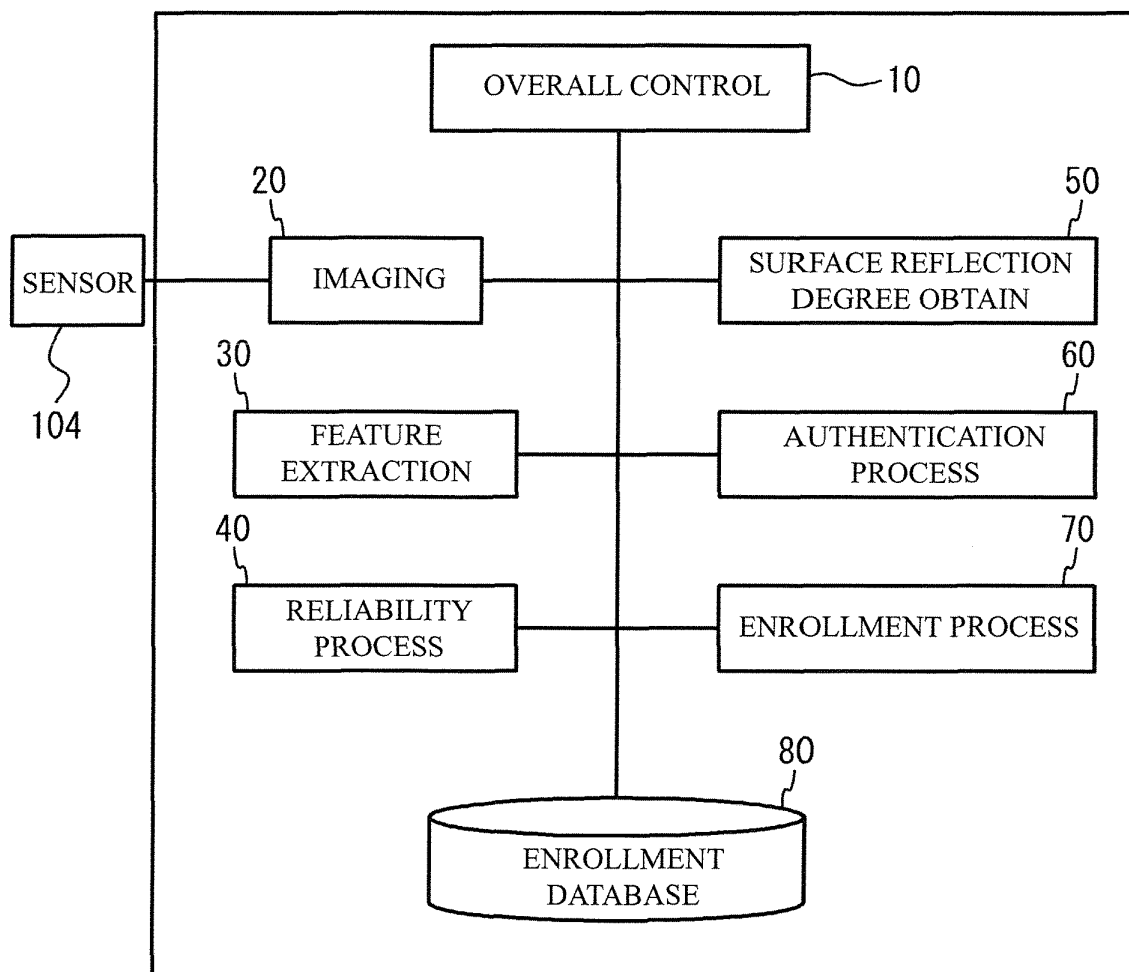 OVERALL CONTROL
10
20
50
SENSOR
IMAGING
SURFACE REFLECTION
DEGREE OBTAIN
104
30
60
FEATURE
EXTRACTION
AUTHENTICATION
PROCESS
40
70
RELIABILITY
PROCESS
ENROLLMENT PROCESS
80
ENROLLMENT
DATABASE